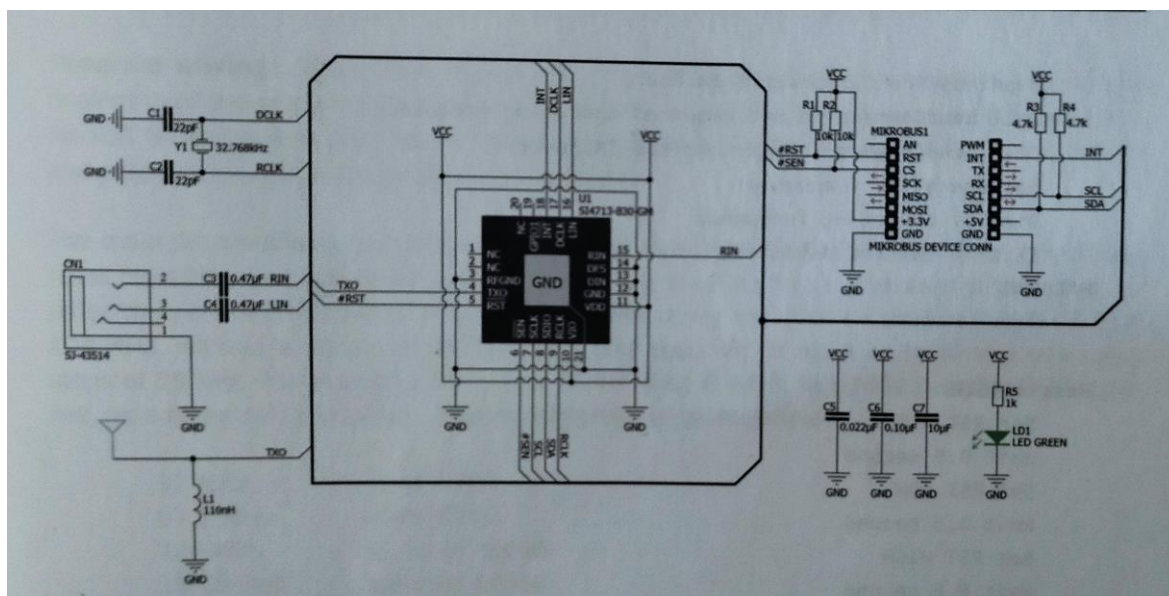 C1
GND
22pF
DCLK
Y1
32.768kHz
C2
GND
22pF
RCLK
CN1
2
C3
0.47µF
RIN
3
C4
0.47µF
LIN
4
1
SJ-43514
GND
TXO
L1
116nH
GND
TXO
#RST
VCC
INT
DCLK
LIN
VCC
20
19
18
17
16
U1
SI4713-B30-GM
NC
GPO1
INT
DCLK
LIN
1
NC
2
NC
3
RFGND
4
TXO
5
RST
GND
RIN
15
DFS
14
DIN
13
GND
12
VDD
11
SEN
SCLK
SDIO
RCLK
VIO
6
7
8
9
10
21
RIN
GND
GND
#SEN
SCL
SDA
RCLK
VCC
R1
R2
10k
10k
#RST
#SEN
MIKROBUS1
AN
RST
CS
SCK
MISO
MOSI
+3.3V
GND
PWM
INT
TX
RX
SCL
SDA
+5V
GND
MIKROBUS DEVICE CONN
VCC
R3
R4
4.7k
4.7k
INT
SCL
SDA
GND
GND
VCC
VCC
VCC
VCC
C5
0.022µF
C6
0.10µF
C7
10µF
R5
1k
LD1
LED GREEN
GND
GND
GND
GND